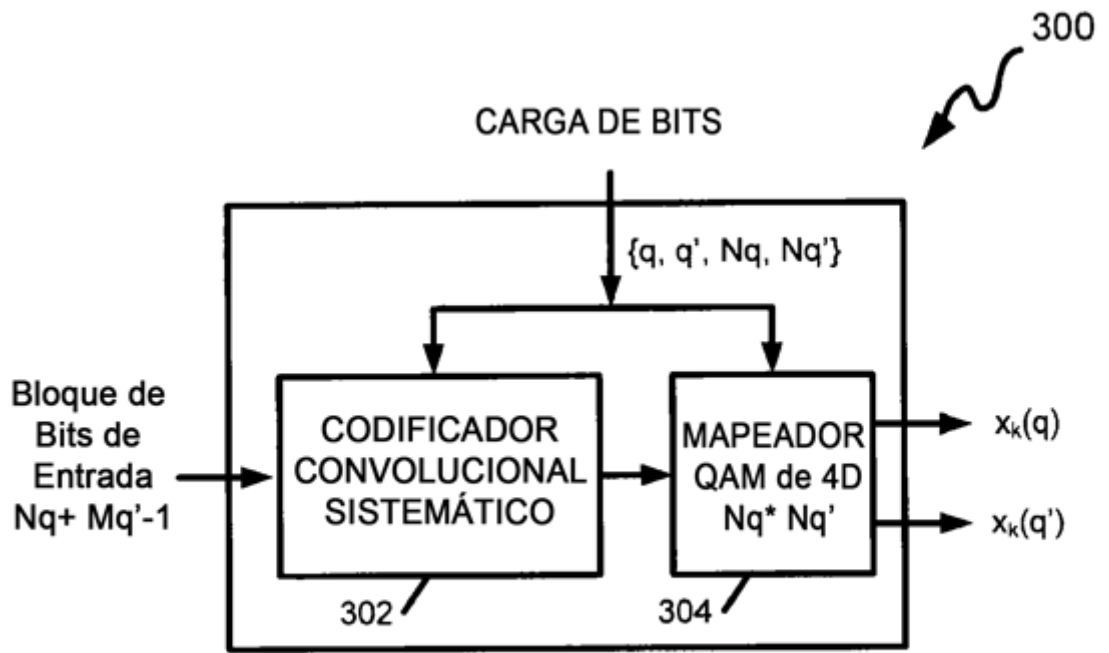 300
CARGA DE BITS
{q, q’, Nq, Nq’}
Bloque de
Bits de
Entrada
Nq+ Mq’-1
CODIFICADOR
CONVOLUCIONAL
SISTEMÁTICO
MAPEADOR
QAM de 4D
Nq* Nq’
xₖ(q)
xₖ(q’)
302
304